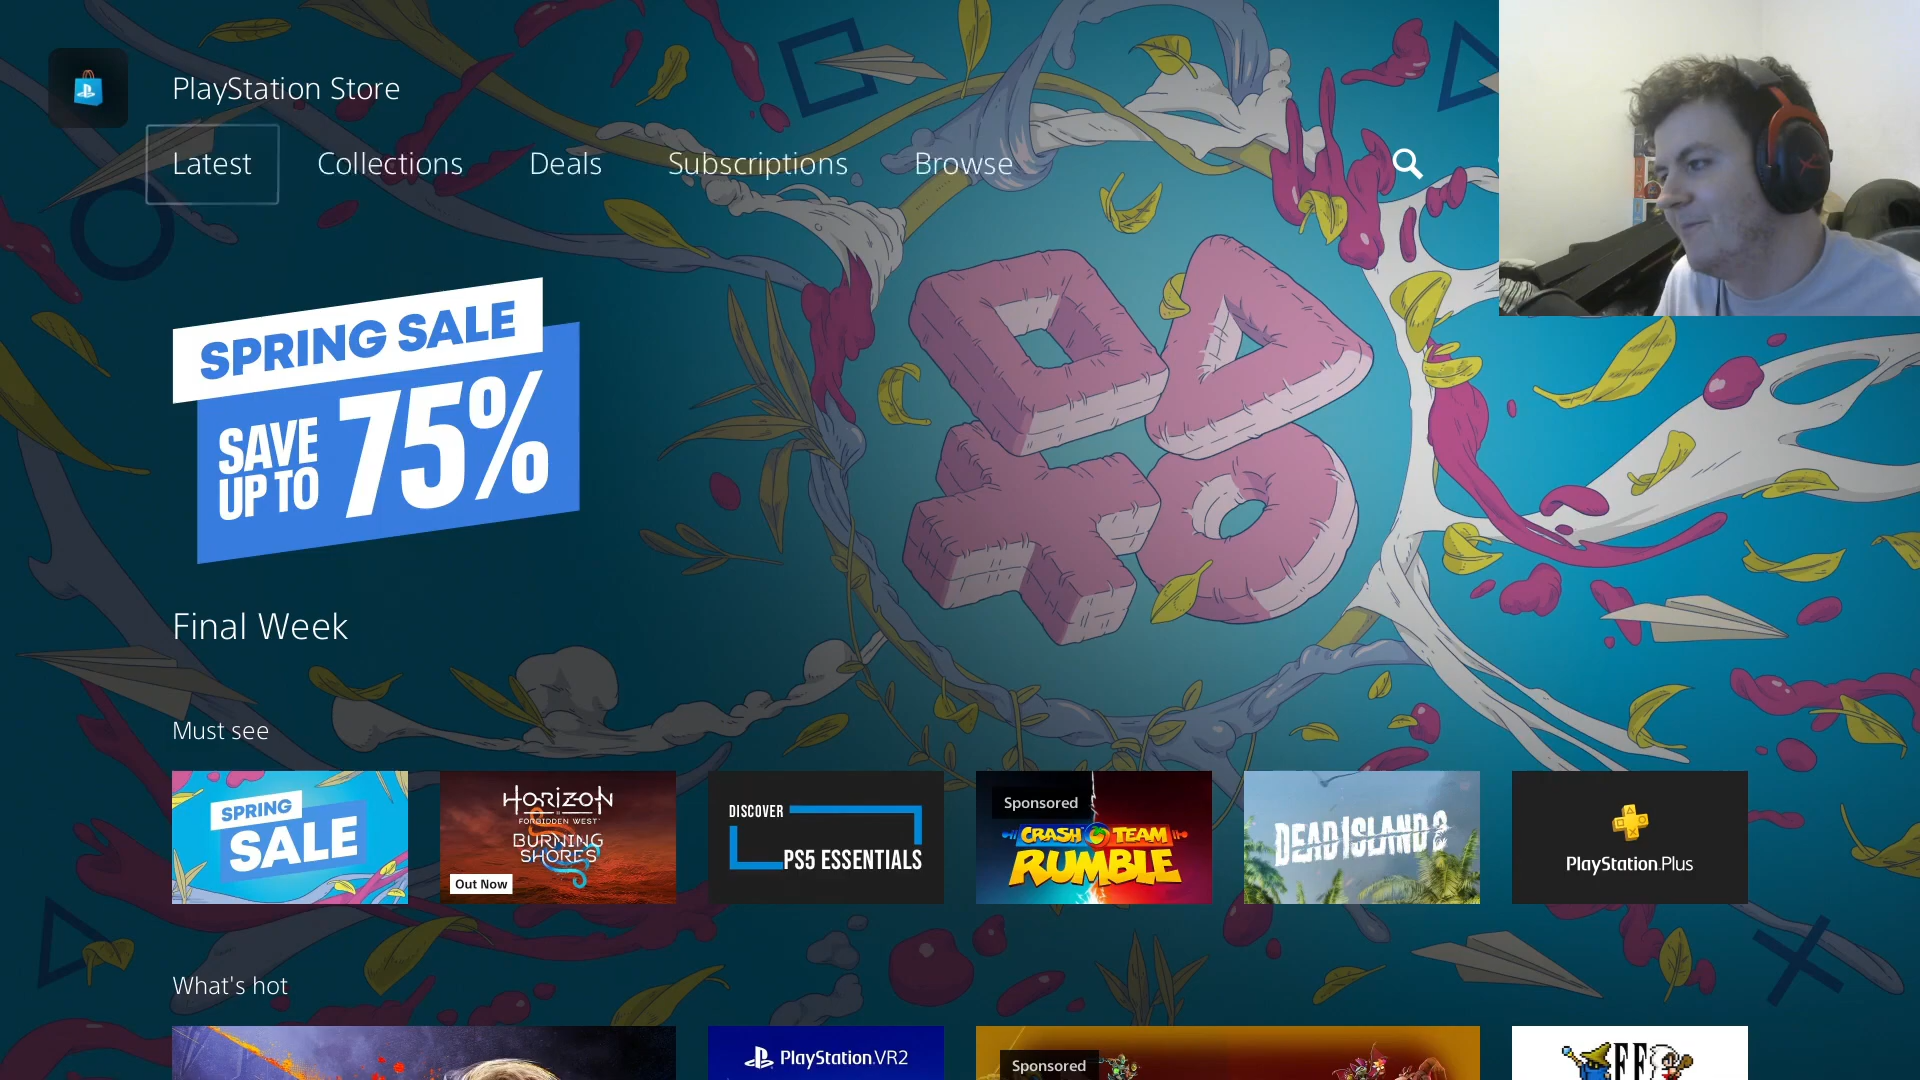 PlayStation Store
Latest
Collections
Deals
Subscriptions
Browse
SPRING SALE
SAVE
UP TO
75%
Final Week
Must see
SPRING
SALE
HORIZON
FORBIDDEN WEST
BURNING
SHORES
Out Now
DISCOVER
PS5 ESSENTIALS
Sponsored
CRASH TEAM
RUMBLE
DEAD ISLAND 2
PlayStation Plus
What's hot
PlayStation VR2
Sponsored
FF